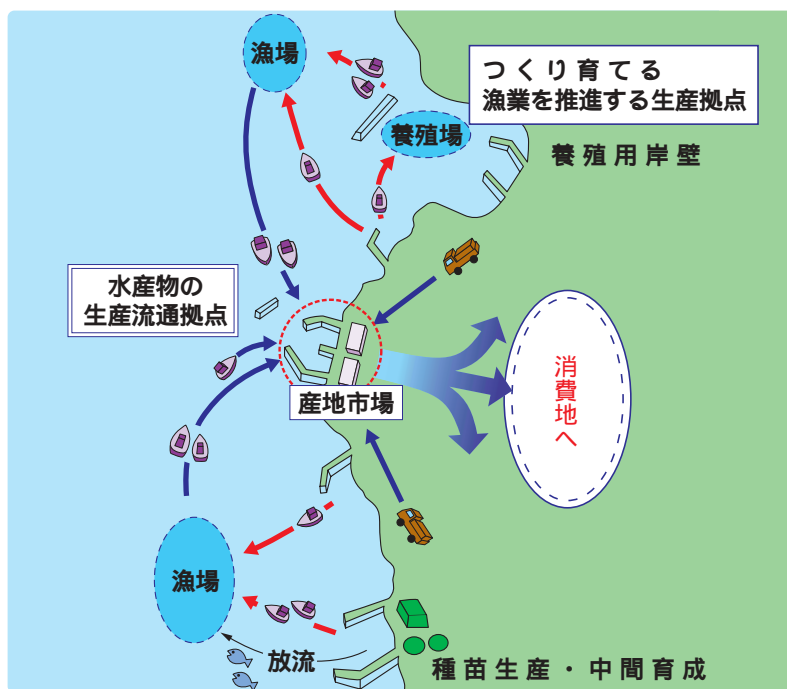 漁場
つくり育てる
漁業を推進する生産拠点
養殖場
養殖用岸壁
水産物の
生産流通拠点
消費地へ
産地市場
漁場
放流
種苗生産・中間育成